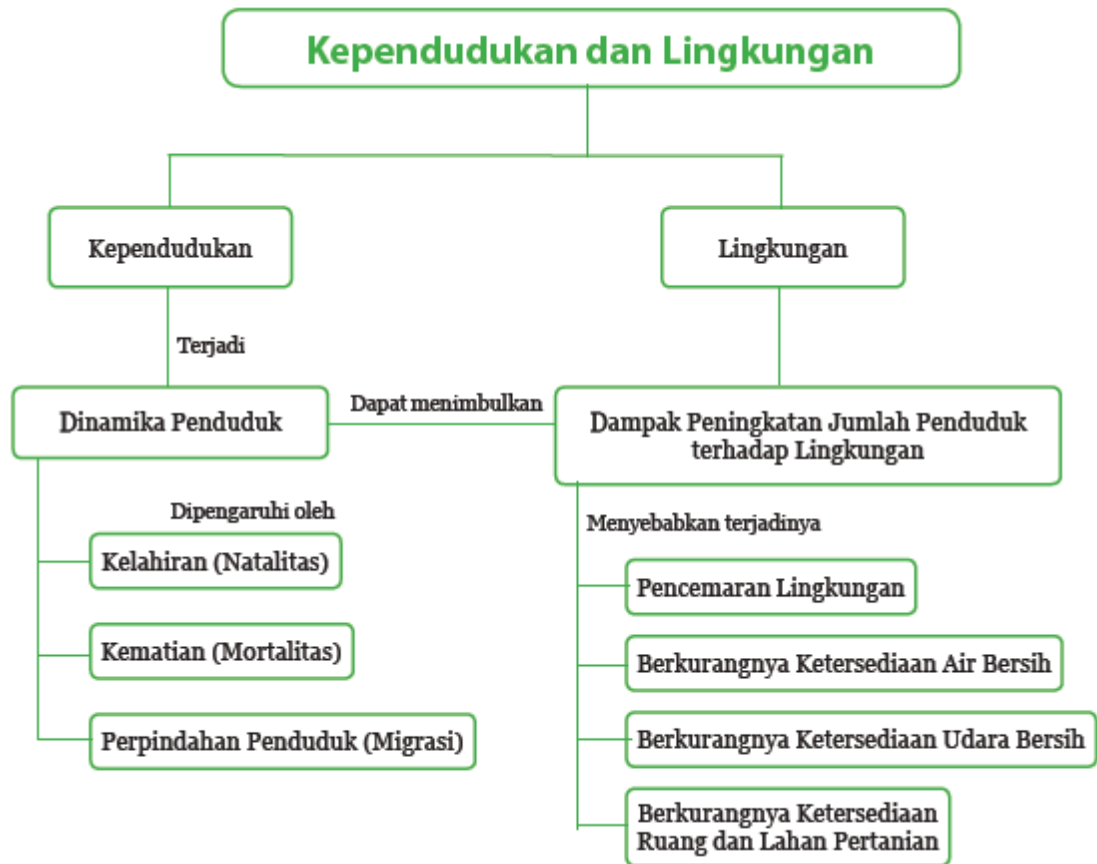 Kependudukan dan Lingkungan
Kependudukan
Lingkungan
Terjadi
Dinamika Penduduk
Dapat menimbulkan
Dampak Peningkatan Jumlah Penduduk
terhadap Lingkungan
Dipengaruhi oleh
Kelahiran (Natalitas)
Kematian (Mortalitas)
Perpindahan Penduduk (Migrasi)
Menyebabkan terjadinya
Pencemaran Lingkungan
Berkurangnya Ketersediaan Air Bersih
Berkurangnya Ketersediaan Udara Bersih
Berkurangnya Ketersediaan
Ruang dan Lahan Pertanian